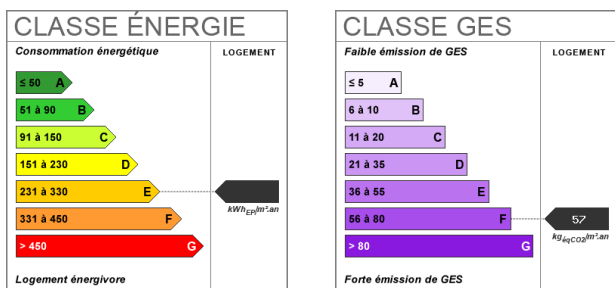 CLASSE ÉNERGIE
Consommation énergétique
LOGEMENT
≤ 50 A
51 à 90 B
91 à 150 C
151 à 230 D
231 à 330 E
331 à 450 F
> 450 G
kWhEP/m².an
Logement énergivore
CLASSE GES
Faible émission de GES
LOGEMENT
≤ 5 A
6 à 10 B
11 à 20 C
21 à 35 D
36 à 55 E
56 à 80 F
> 80 G
57
kgéqCO2/m².an
Forte émission de GES